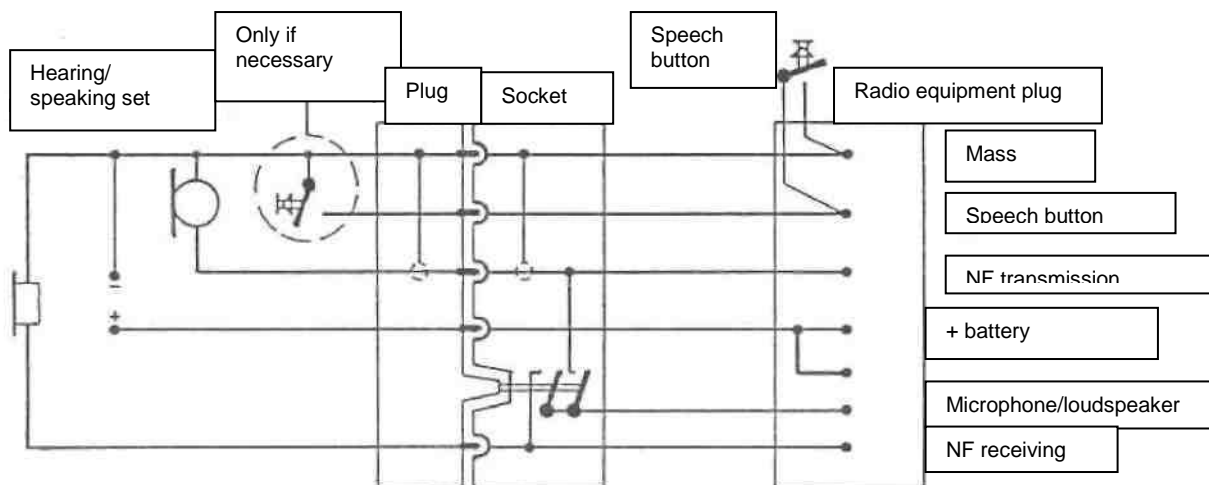 Only if
necessary
Speech
button
Hearing/
speaking set
Plug
Socket
Radio equipment plug
Mass
Speech button
NF transmission
+ battery
Microphone/loudspeaker
NF receiving
–
+